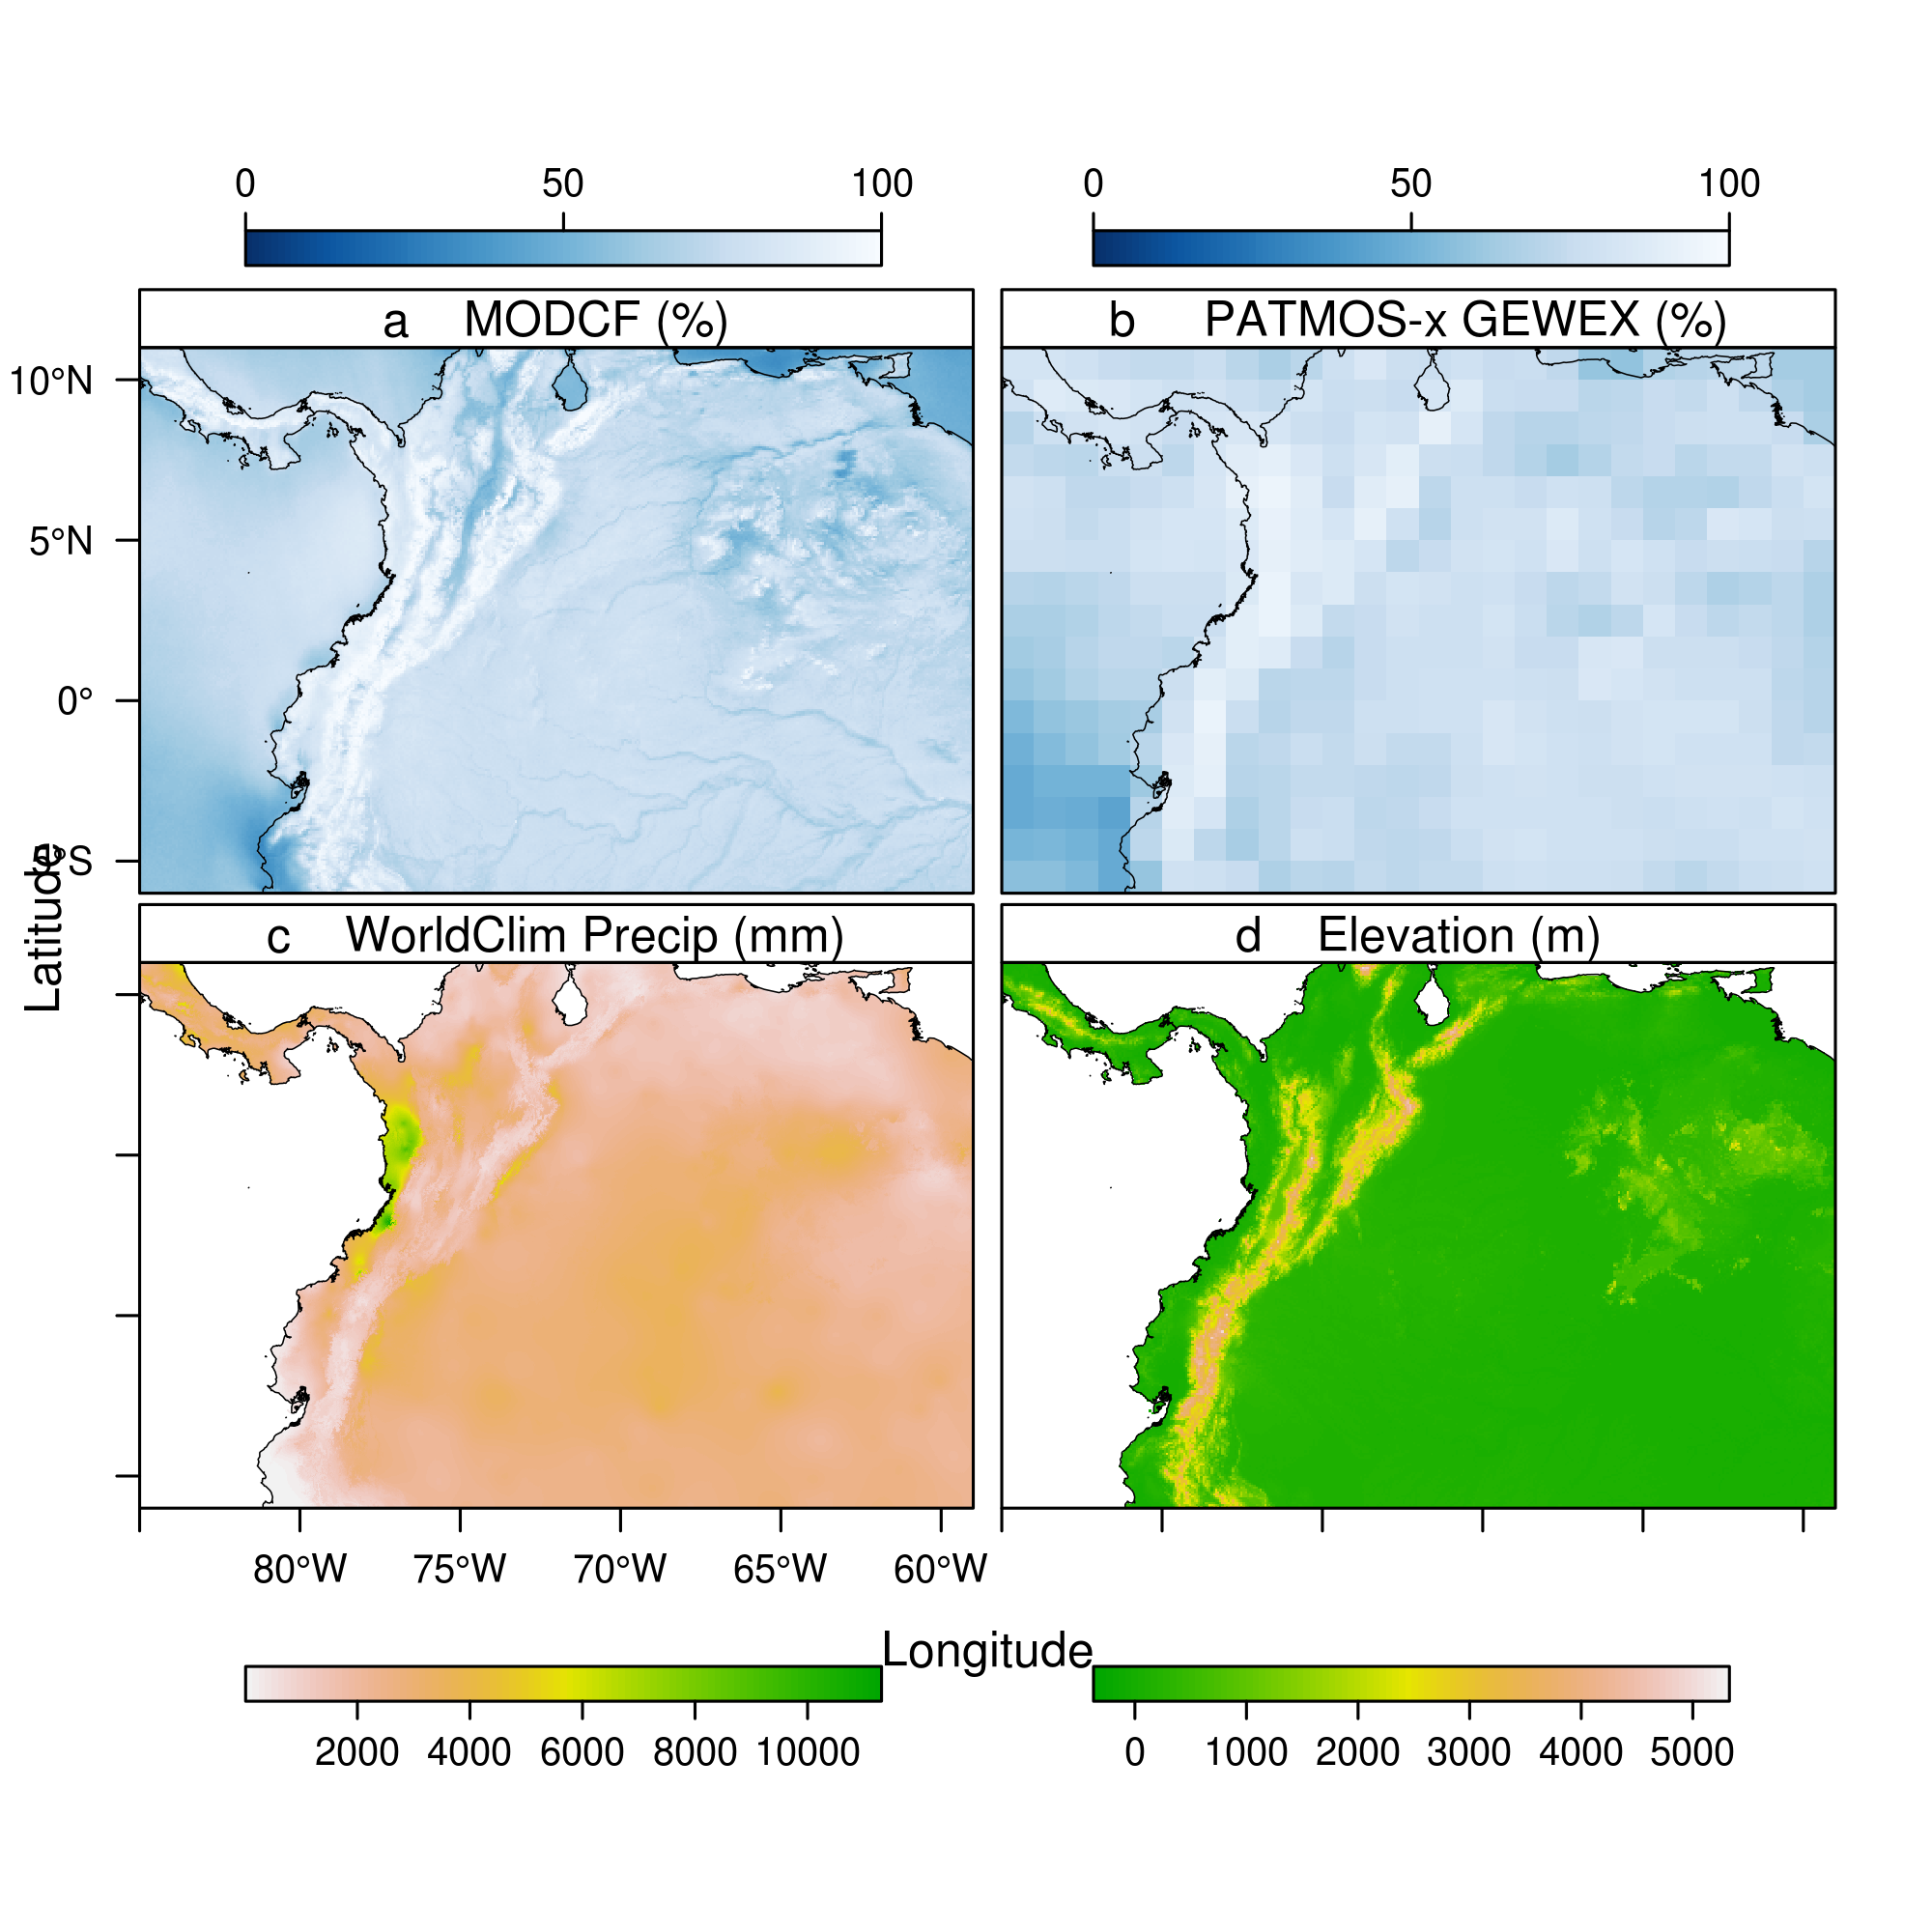 0 50 100
0 50 100
a MODCF (%)
b PATMOS-x GEWEX (%)
10°N
5°N
0°
5°S
Latitude
c WorldClim Precip (mm)
d Elevation (m)
80°W 75°W 70°W 65°W 60°W
Longitude
2000 4000 6000 8000 10000
0 1000 2000 3000 4000 5000